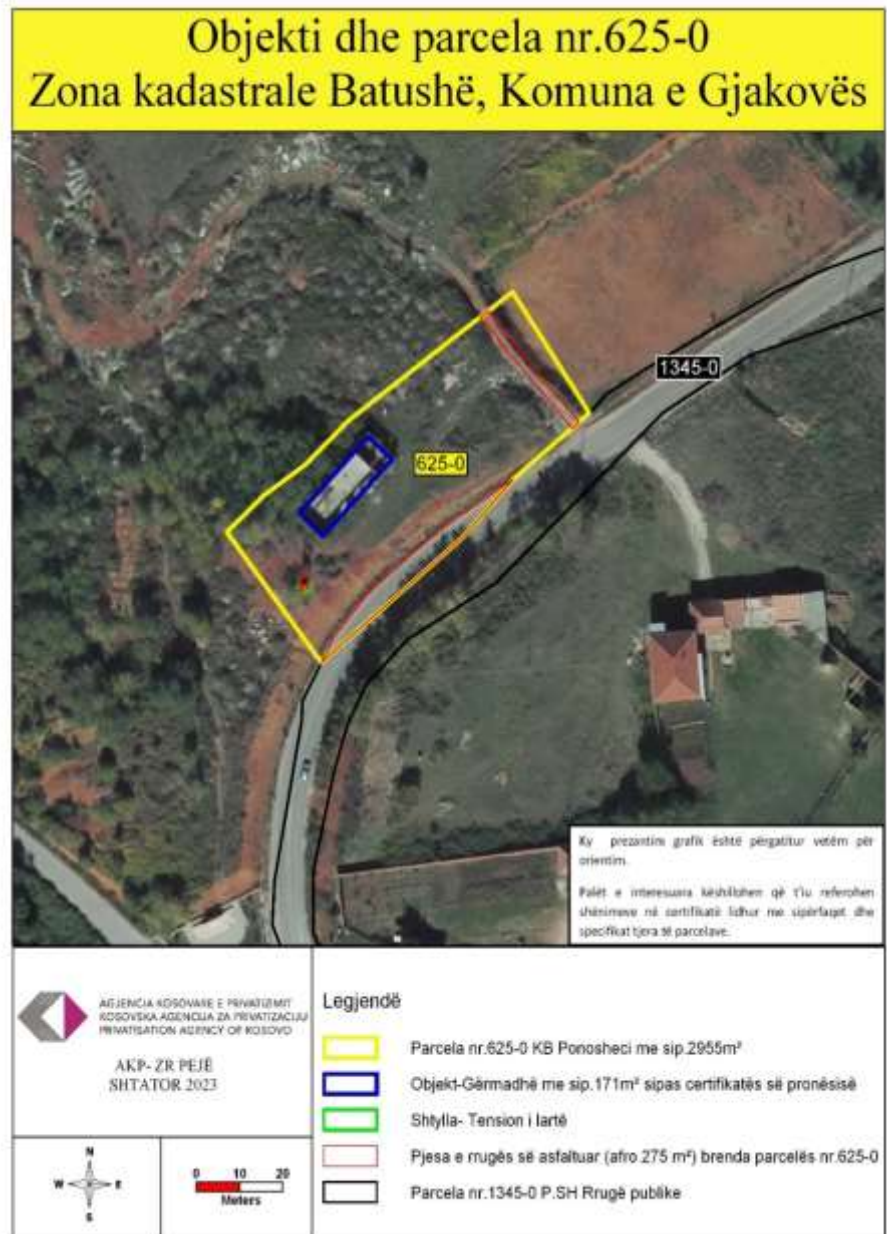 Objekti dhe parcela nr.625-0
Zona kadastrale Batushë, Komuna e Gjakovës
1345-0
625-0
Ky prezantim grafik është përgatitur vetëm për
orientim.
Palët e interesuara këshillohen që t'iu referohen
shënimeve në certifikatë lidhur me sipërfaqet dhe
specifikat tjera të parcelave.
AGJENCIA KOSOVARE E PRIVATIZIMIT
KOSOVSKA AGENCIJA ZA PRIVATIZACIJU
PRIVATISATION AGENCY OF KOSOVO
AKP- ZR PEJË
SHTATOR 2023
N
W E
S
0 10 20
Meters
Legjendë
Parcela nr.625-0 KB Ponosheci me sip.2955m²
Objekt-Gërmadhë me sip.171m² sipas certifikatës së pronësisë
Shtylla- Tension i lartë
Pjesa e rrugës së asfaltuar (afro 275 m²) brenda parcelës nr.625-0
Parcela nr.1345-0 P.SH Rrugë publike